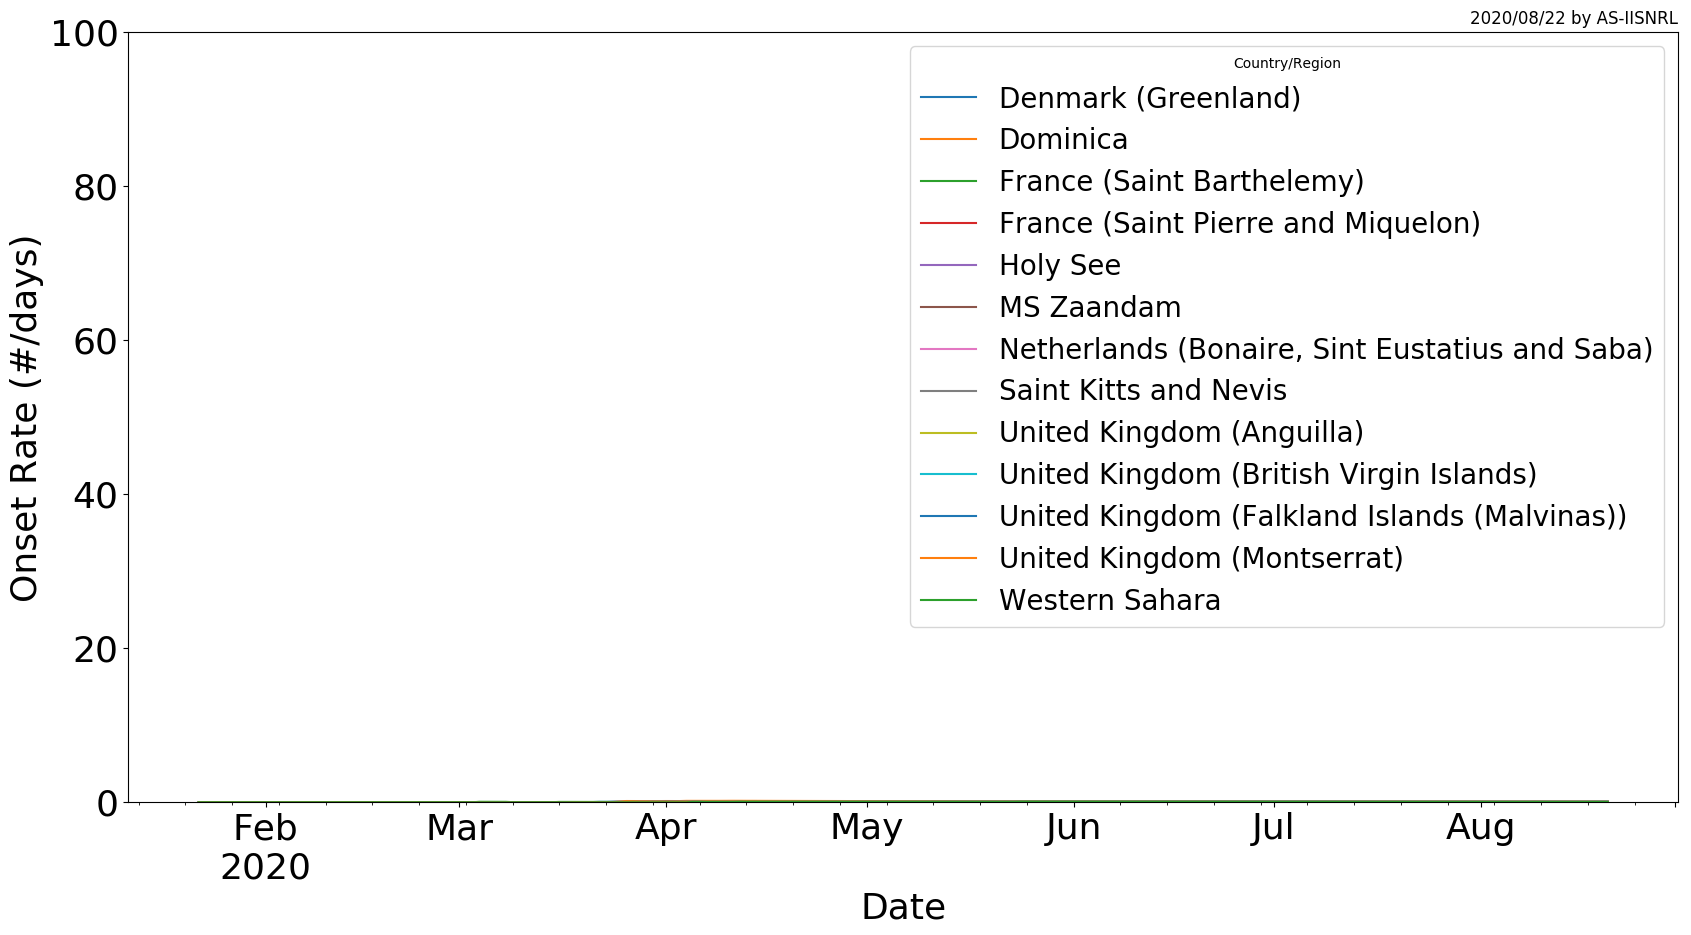 2020/08/22 by AS-IISNRL
100
80
60
40
20
0
Onset Rate (#/days)
Country/Region
Denmark (Greenland)
Dominica
France (Saint Barthelemy)
France (Saint Pierre and Miquelon)
Holy See
MS Zaandam
Netherlands (Bonaire, Sint Eustatius and Saba)
Saint Kitts and Nevis
United Kingdom (Anguilla)
United Kingdom (British Virgin Islands)
United Kingdom (Falkland Islands (Malvinas))
United Kingdom (Montserrat)
Western Sahara
Feb Mar Apr May Jun Jul Aug
2020
Date